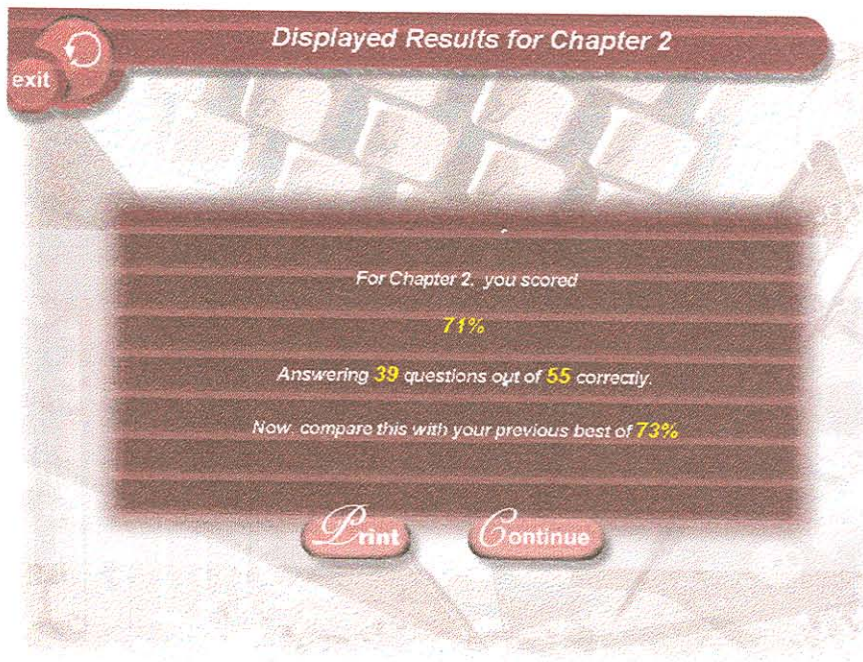 Displayed Results for Chapter 2
exit
For Chapter 2, you scored
71%
Answering 39 questions out of 55 correctly.
Now, compare this with your previous best of 73%
Print
Continue